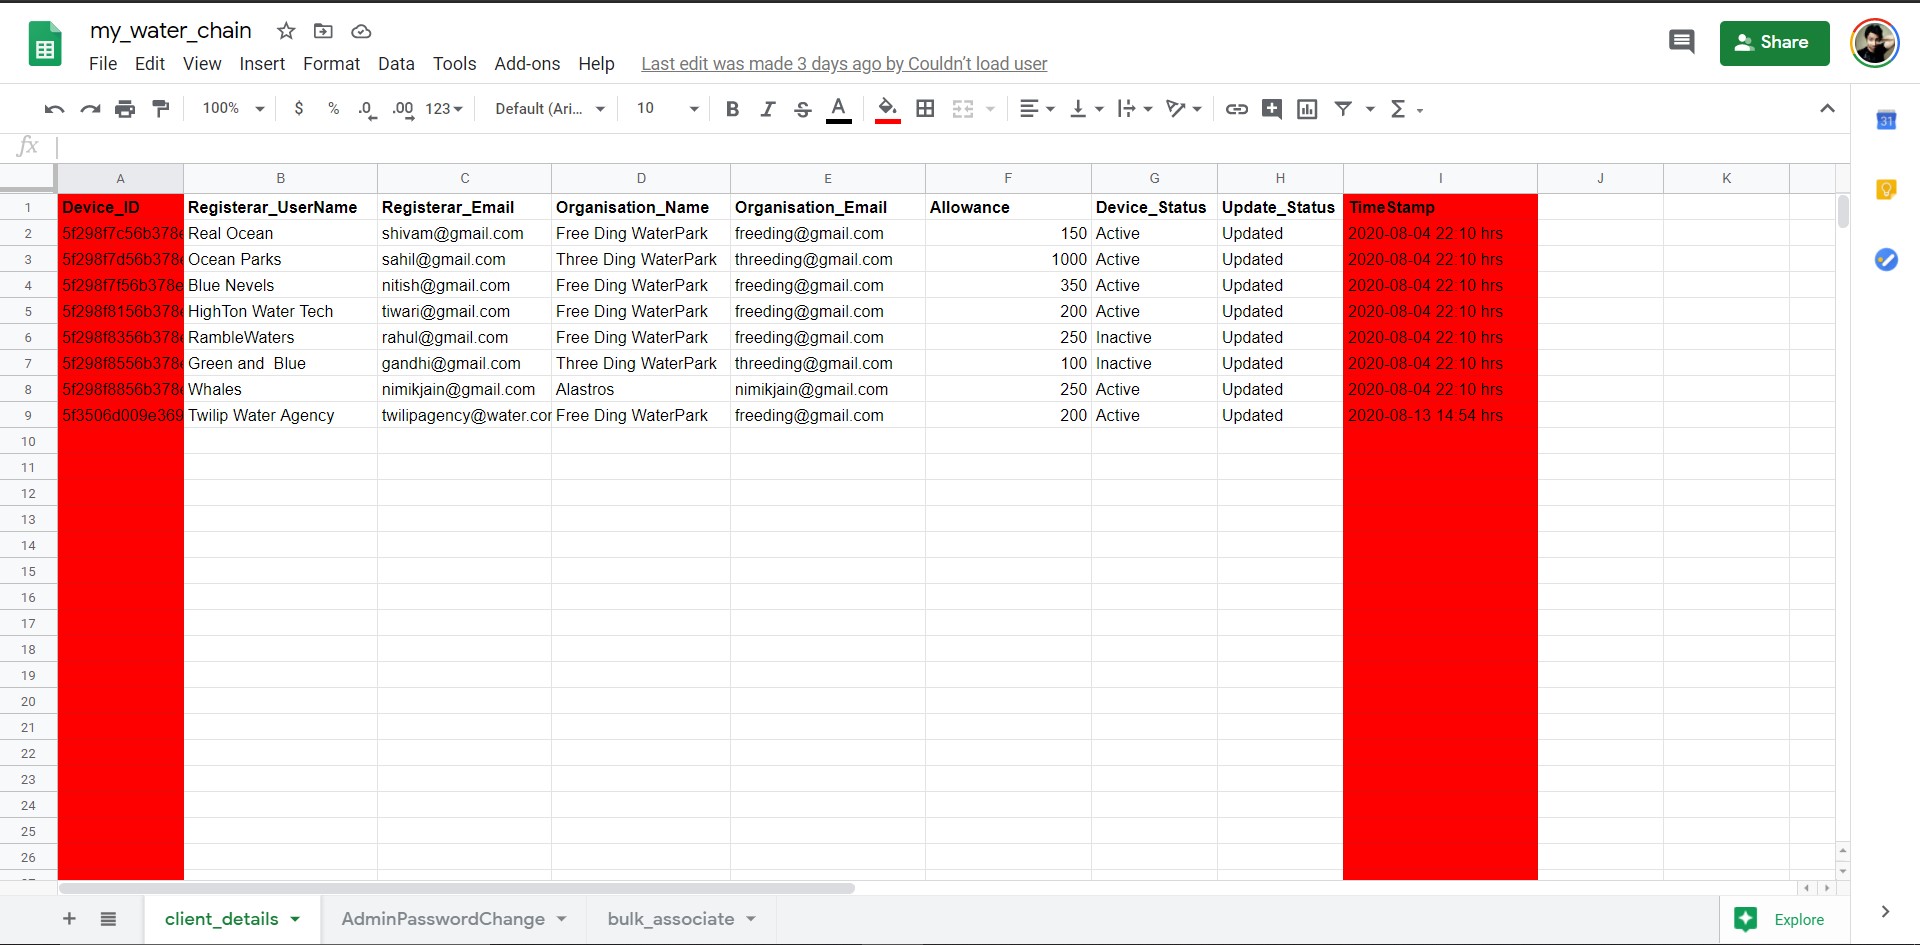 my_water_chain
File Edit View Insert Format Data Tools Add-ons Help Last edit was made 3 days ago by Couldn't load user
Share
100% $ % .0 .00 123 Default (Ari... 10 B I S A
31
fx
A B C D E F G H I J K
1 Device_ID Registerar_UserName Registerar_Email Organisation_Name Organisation_Email Allowance Device_Status Update_Status TimeStamp
2 5f298f7c56b378e Real Ocean shivam@gmail.com Free Ding WaterPark freeding@gmail.com 150 Active Updated 2020-08-04 22:10 hrs
3 5f298f7d56b378e Ocean Parks sahil@gmail.com Three Ding WaterPark threeding@gmail.com 1000 Active Updated 2020-08-04 22:10 hrs
4 5f298f7f56b378e Blue Nevels nitish@gmail.com Free Ding WaterPark freeding@gmail.com 350 Active Updated 2020-08-04 22:10 hrs
5 5f298f8156b378e HighTon Water Tech tiwari@gmail.com Free Ding WaterPark freeding@gmail.com 200 Active Updated 2020-08-04 22:10 hrs
6 5f298f8356b378e RambleWaters rahul@gmail.com Free Ding WaterPark freeding@gmail.com 250 Inactive Updated 2020-08-04 22:10 hrs
7 5f298f8556b378e Green and  Blue gandhi@gmail.com Three Ding WaterPark threeding@gmail.com 100 Inactive Updated 2020-08-04 22:10 hrs
8 5f298f8856b378e Whales nimikjain@gmail.com Alastros nimikjain@gmail.com 250 Active Updated 2020-08-04 22:10 hrs
9 5f3506d009e369 Twilip Water Agency twilipagency@water.cor Free Ding WaterPark freeding@gmail.com 200 Active Updated 2020-08-13 14:54 hrs
10
11
12
13
14
15
16
17
18
19
20
21
22
23
24
25
26
client_details AdminPasswordChange bulk_associate Explore